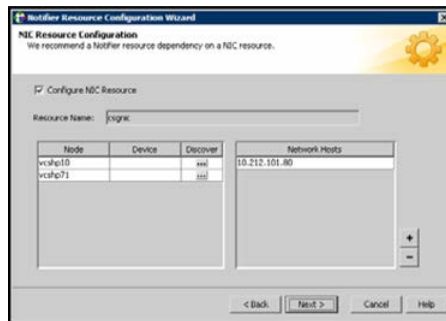 Notifier Resource Configuration Wizard
NIC Resource Configuration
We recommend a Notifier resource dependency on a NIC resource.
Configure NIC Resource
Resource Name: csgnic
Node Device Discover
vcshp10 ...
vcshp71 ...
Network Hosts
10.212.101.80
+
-
< Back Next > Cancel Help